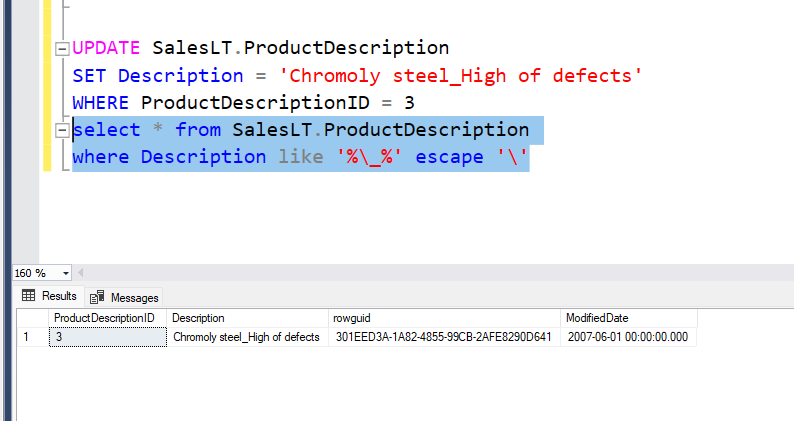 UPDATE SalesLT.ProductDescription
SET Description = 'Chromoly steel_High of defects'
WHERE ProductDescriptionID = 3
select * from SalesLT.ProductDescription
where Description like '%\_%' escape '\'
160 %
Results Messages
ProductDescriptionID Description rowguid ModifiedDate
1 3 Chromoly steel_High of defects 301EED3A-1A82-4855-99CB-2AFE8290D641 2007-06-01 00:00:00.000